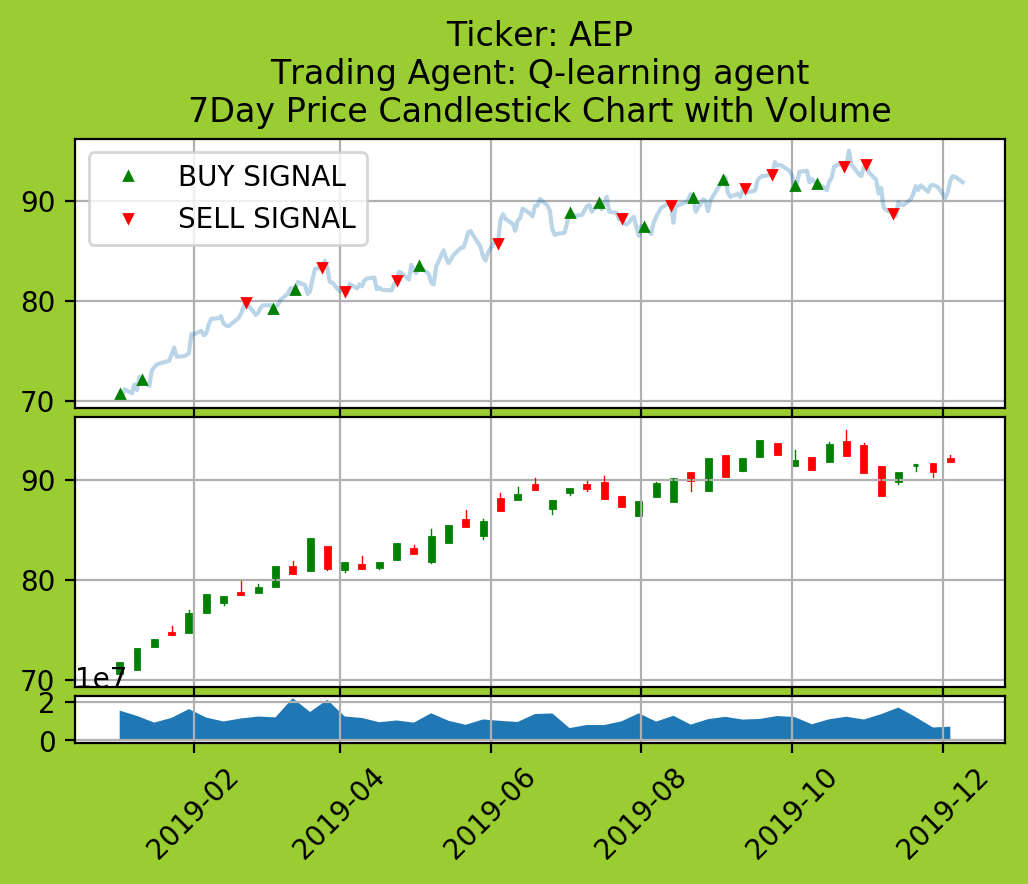 Ticker: AEP
Trading Agent: Q-learning agent
7Day Price Candlestick Chart with Volume
BUY SIGNAL
SELL SIGNAL
90
80
70
90
80
70
1e7
2
0
2019-02
2019-04
2019-06
2019-08
2019-10
2019-12